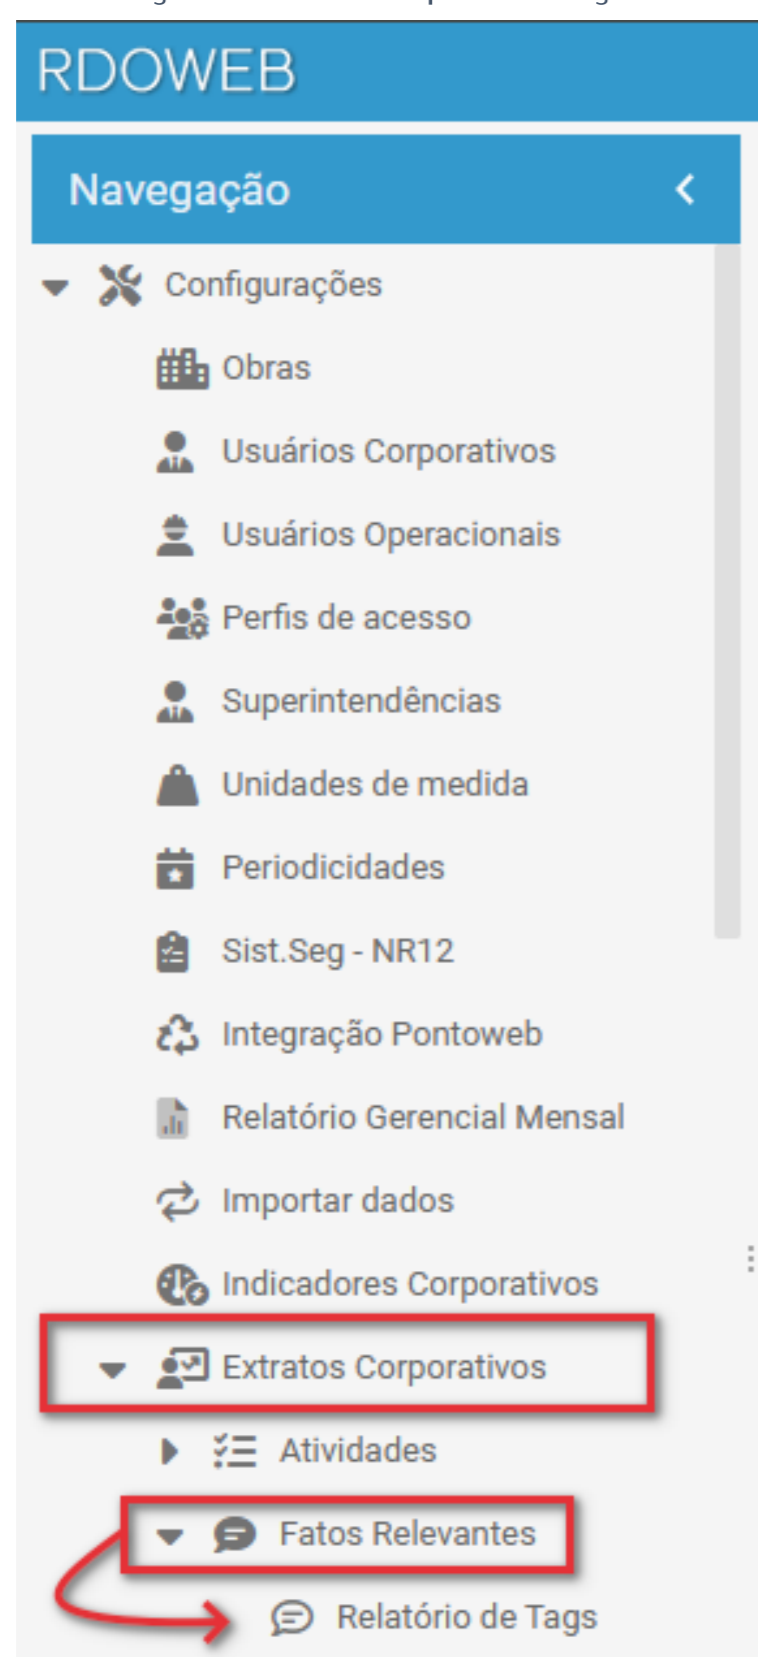 RDOWEB
Navegação
Configurações
Obras
Usuários Corporativos
Usuários Operacionais
Perfis de acesso
Superintendências
Unidades de medida
Periodicidades
Sist.Seg - NR12
Integração Pontoweb
Relatório Gerencial Mensal
Importar dados
Indicadores Corporativos
Extratos Corporativos
Atividades
Fatos Relevantes
Relatório de Tags